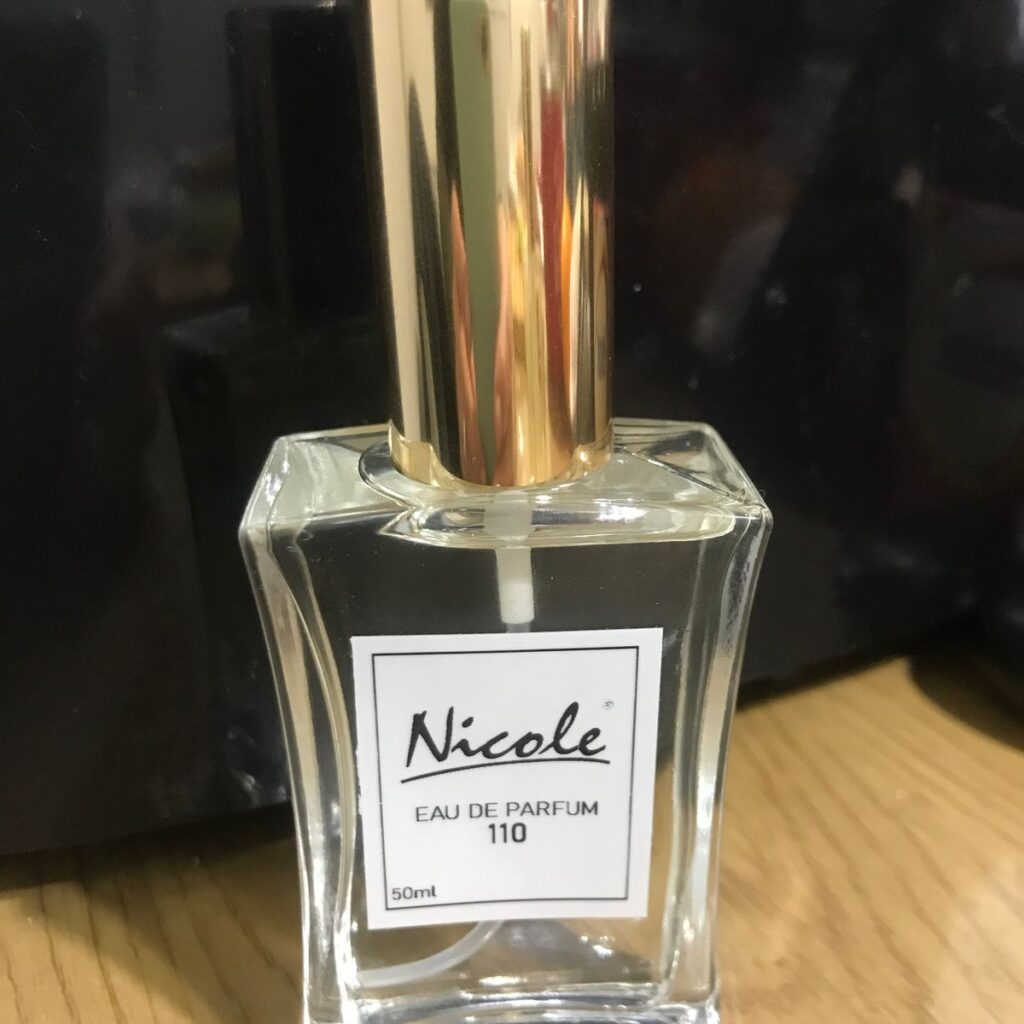 Nicole®
EAU DE PARFUM
110
50ml